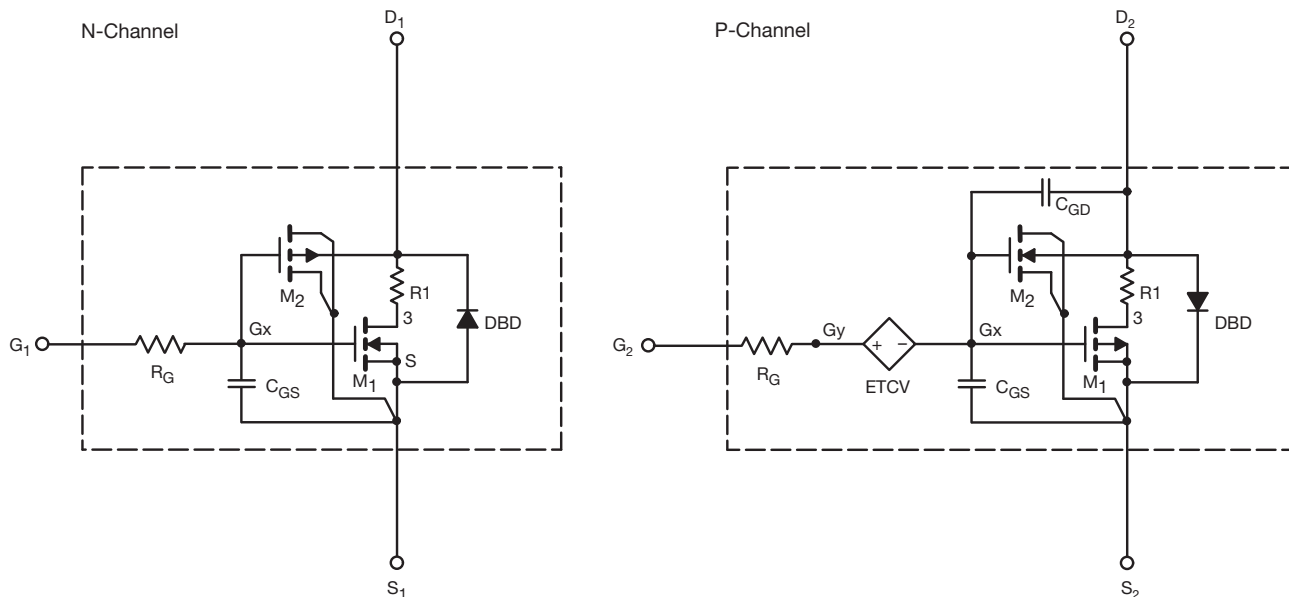 N-Channel
D1
M2
R1
3
DBD
Gx
G1
RG
M1
S
CGS
S1
P-Channel
D2
CGD
M2
R1
3
DBD
Gy
Gx
G2
RG
+
−
ETCV
M1
CGS
S2